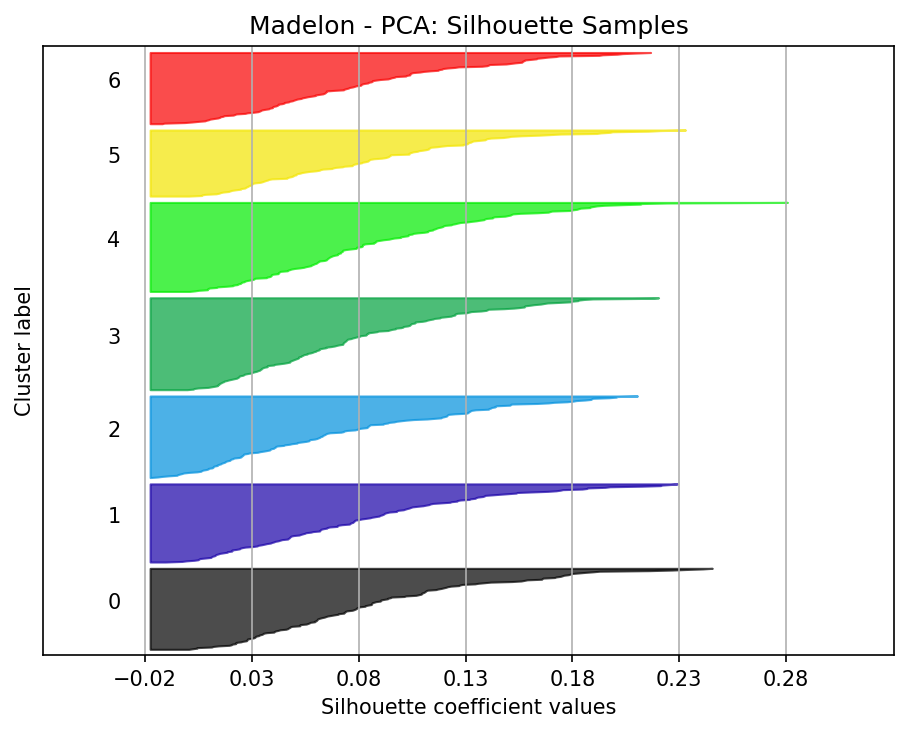 Madelon - PCA: Silhouette Samples
6
5
4
3
2
1
0
Cluster label
−0.02 0.03 0.08 0.13 0.18 0.23 0.28
Silhouette coefficient values